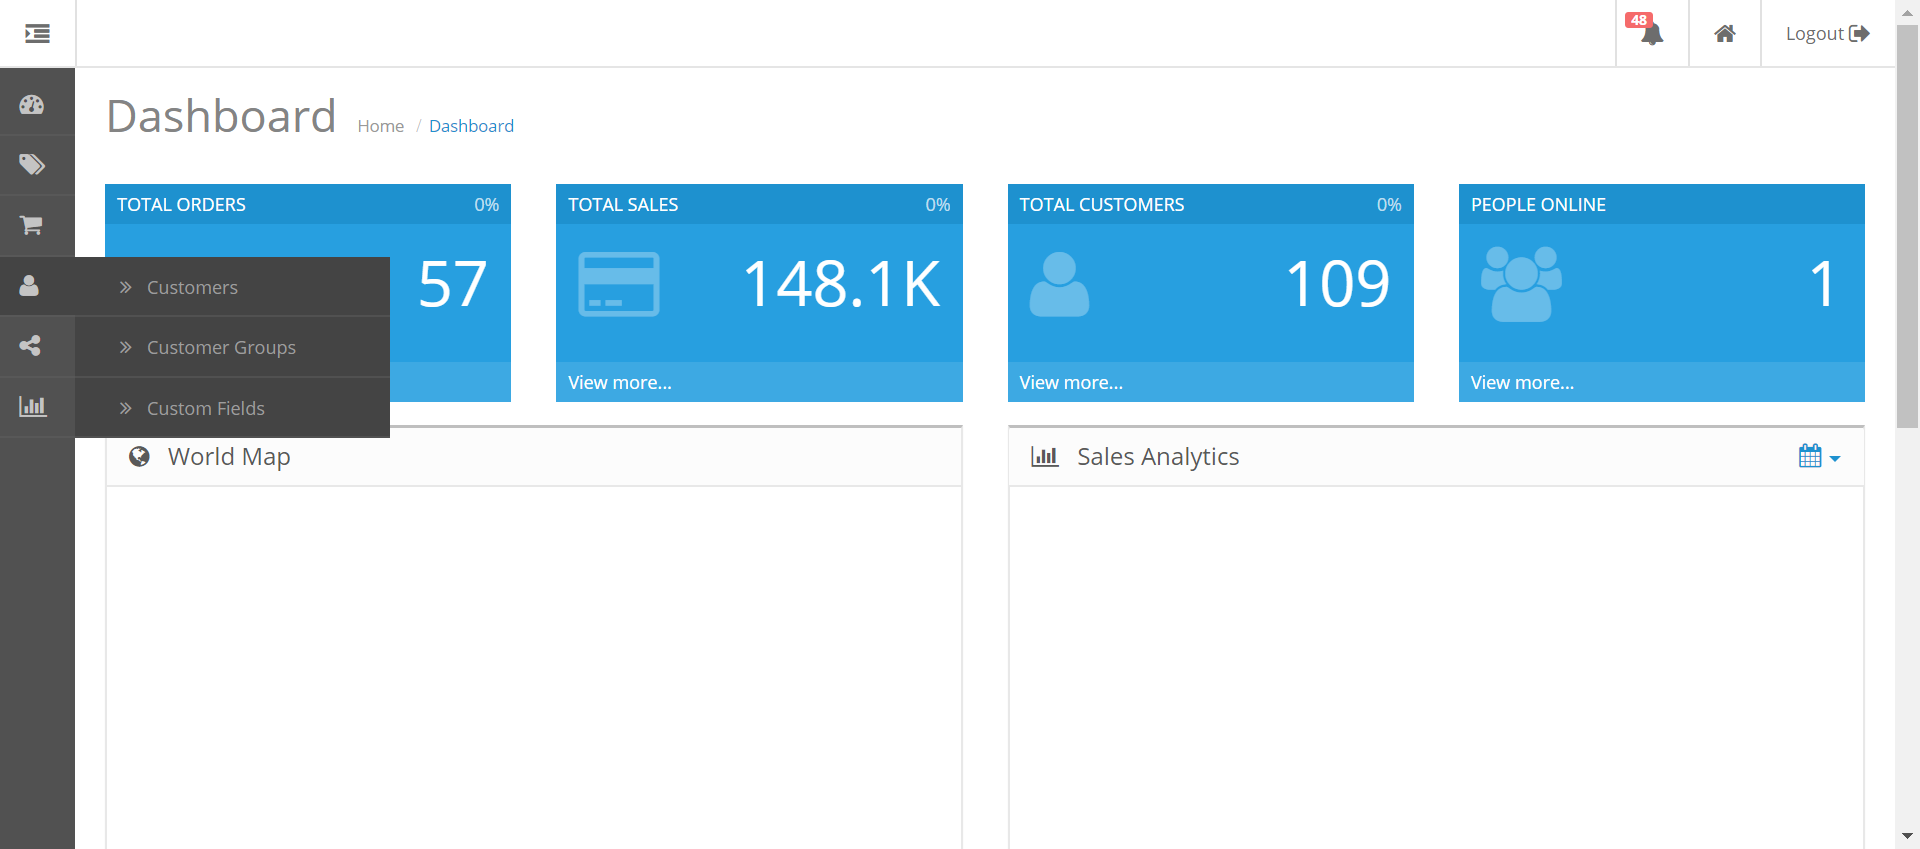 48
Logout
Dashboard
Home / Dashboard
TOTAL ORDERS 0%
57
TOTAL SALES 0%
148.1K
View more...
TOTAL CUSTOMERS 0%
109
View more...
PEOPLE ONLINE
1
View more...
Customers
Customer Groups
Custom Fields
World Map
Sales Analytics